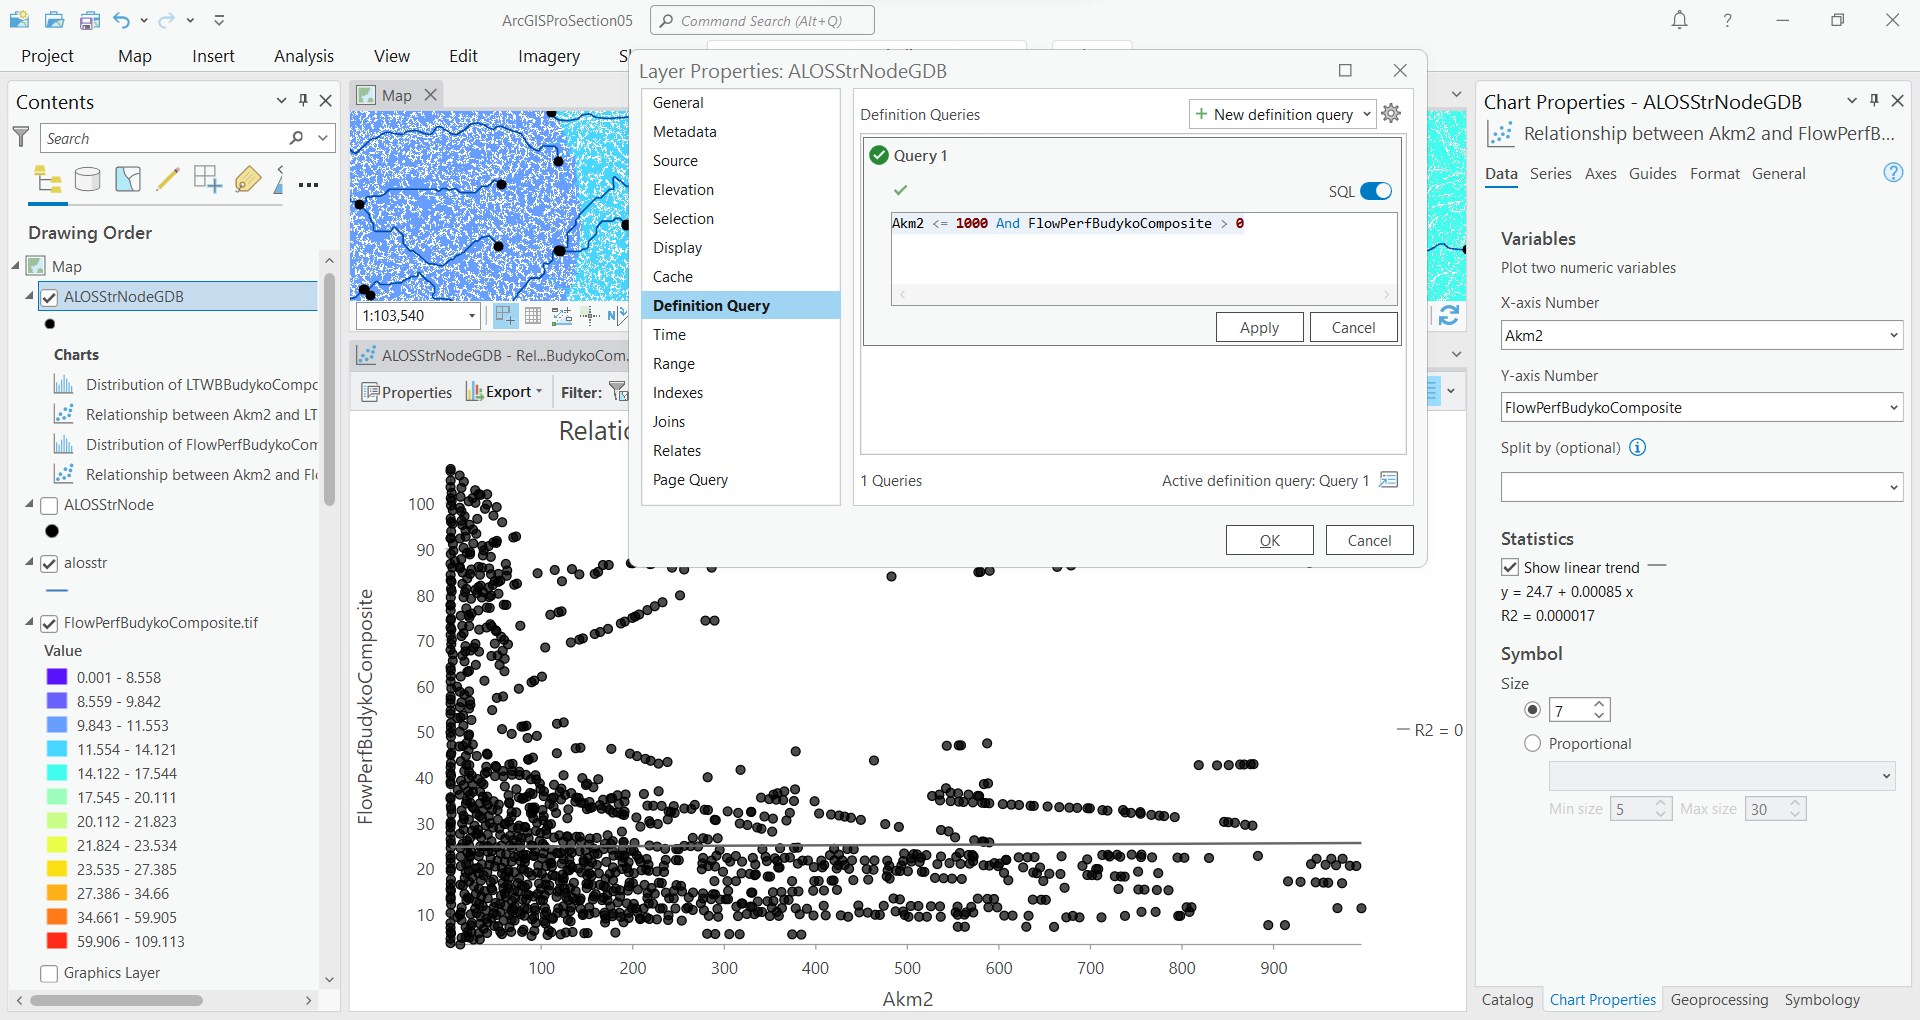 ArcGISProSection05
Command Search (Alt+Q)
?
Project
Map
Insert
Analysis
View
Edit
Imagery
Contents
Search
Drawing Order
Map
ALOSStrNodeGDB
Charts
Distribution of LTWBBudykoCompo
Relationship between Akm2 and LT
Distribution of FlowPerfBudykoCom
Relationship between Akm2 and Fl
ALOSStrNode
alosstr
FlowPerfBudykoComposite.tif
Value
0.001 - 8.558
8.559 - 9.842
9.843 - 11.553
11.554 - 14.121
14.122 - 17.544
17.545 - 20.111
20.112 - 21.823
21.824 - 23.534
23.535 - 27.385
27.386 - 34.66
34.661 - 59.905
59.906 - 109.113
Graphics Layer
Map
1:103,540
ALOSStrNodeGDB - Rel...BudykoCom...
Properties
Export
Filter:
Relatio
FlowPerfBudykoComposite
100
90
80
70
60
50
40
30
20
10
100 200 300 400 500 600 700 800 900
Akm2
R2 = 0
Layer Properties: ALOSStrNodeGDB
General
Metadata
Source
Elevation
Selection
Display
Cache
Definition Query
Time
Range
Indexes
Joins
Relates
Page Query
Definition Queries
New definition query
Query 1
SQL
Akm2 <= 1000 And FlowPerfBudykoComposite > 0
Apply
Cancel
1 Queries
Active definition query: Query 1
OK
Cancel
Chart Properties - ALOSStrNodeGDB
Relationship between Akm2 and FlowPerfB...
Data Series Axes Guides Format General
?
Variables
Plot two numeric variables
X-axis Number
Akm2
Y-axis Number
FlowPerfBudykoComposite
Split by (optional)
Statistics
Show linear trend
y = 24.7 + 0.00085 x
R2 = 0.000017
Symbol
Size
7
Proportional
Min size 5 Max size 30
Catalog Chart Properties Geoprocessing Symbology